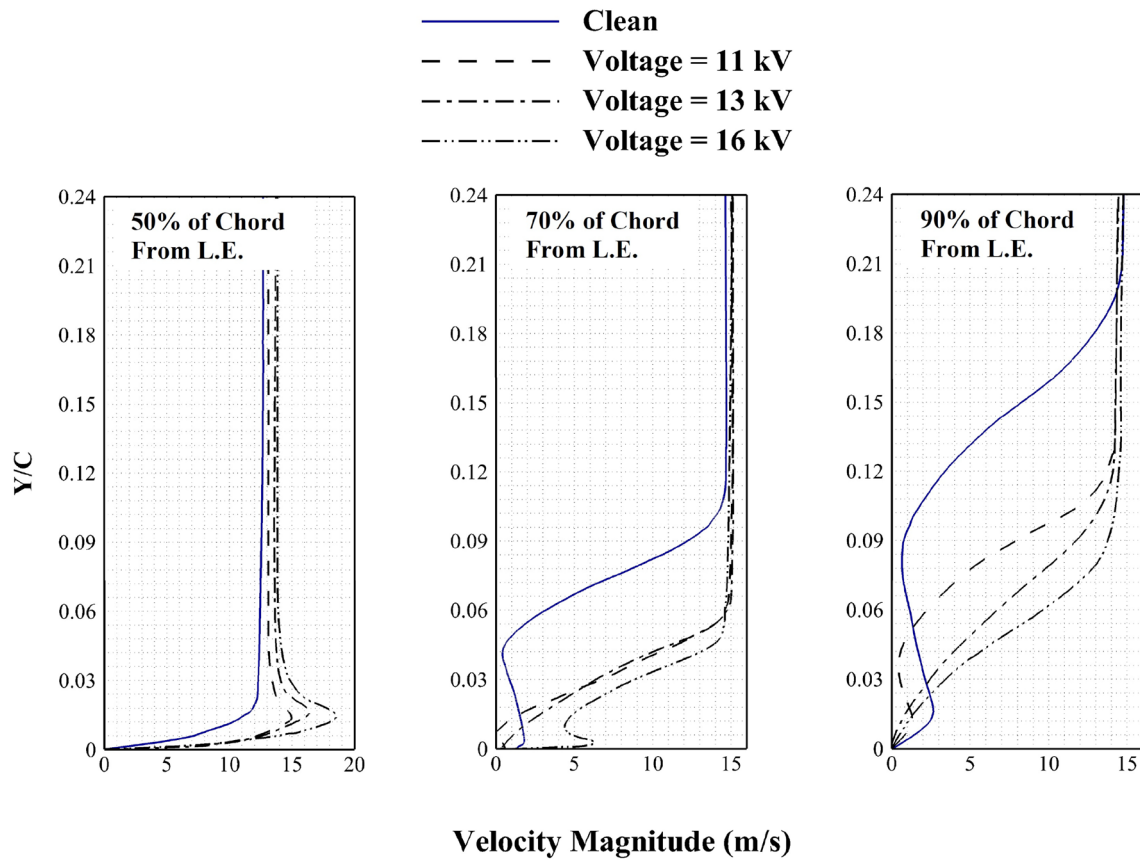 Clean
Voltage = 11 kV
Voltage = 13 kV
Voltage = 16 kV
50% of Chord
From L.E.
70% of Chord
From L.E.
90% of Chord
From L.E.
Y/C
0.24
0.21
0.18
0.15
0.12
0.09
0.06
0.03
0
0 5 10 15 20
0.24
0.21
0.18
0.15
0.12
0.09
0.06
0.03
0
0 5 10 15
0.24
0.21
0.18
0.15
0.12
0.09
0.06
0.03
0
0 5 10 15
Velocity Magnitude (m/s)